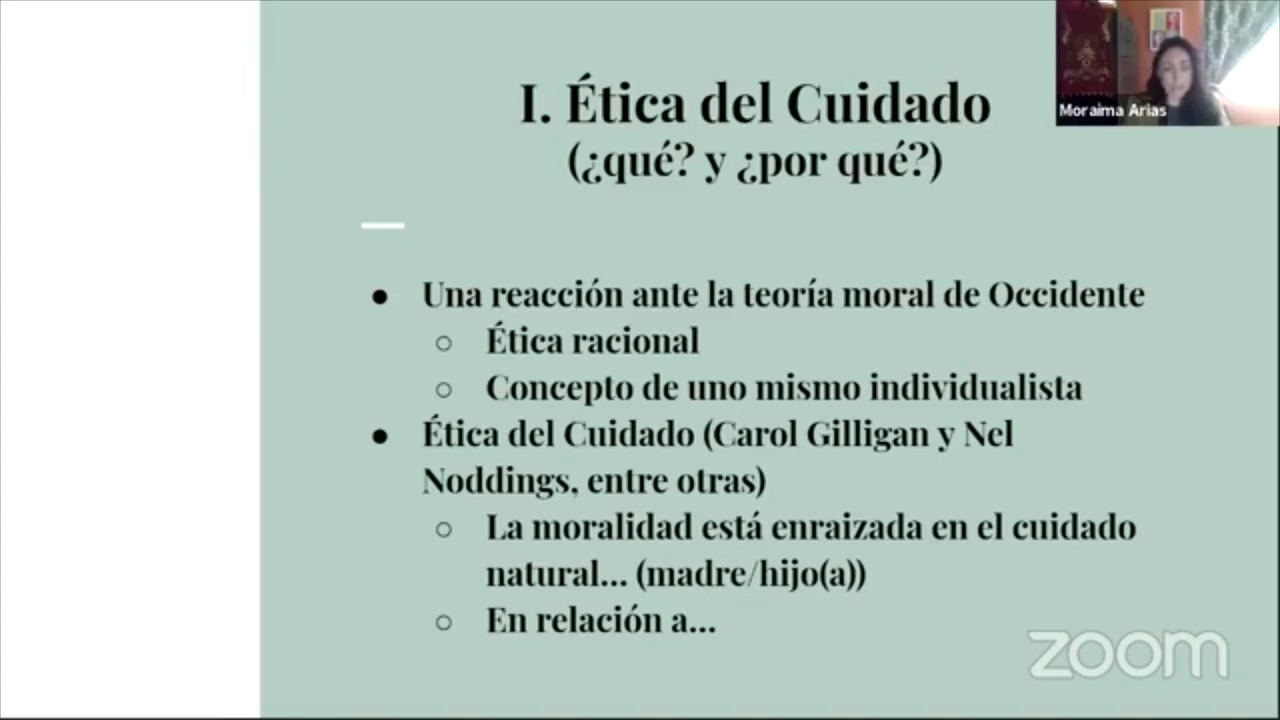 I. Ética del Cuidado
(¿qué? y ¿por qué?)
Moraima Arias
● Una reacción ante la teoría moral de Occidente
○ Ética racional
○ Concepto de uno mismo individualista
● Ética del Cuidado (Carol Gilligan y Nel
Noddings, entre otras)
○ La moralidad está enraizada en el cuidado
natural... (madre/hijo(a))
○ En relación a...
zoom